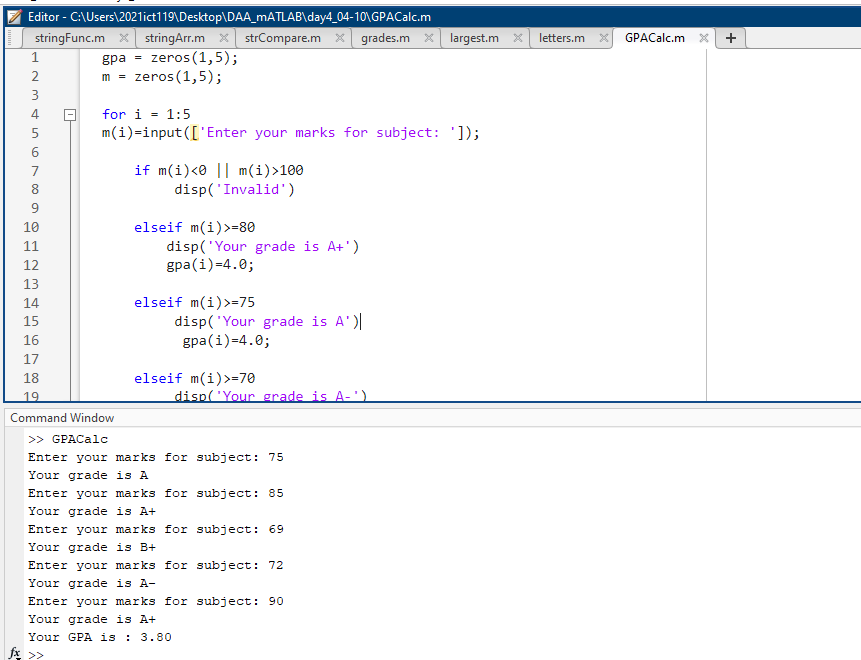 Editor - C:\Users\2021ict119\Desktop\DAA_mATLAB\day4_04-10\GPACalc.m
stringFunc.m × stringArr.m × strCompare.m × grades.m × largest.m × letters.m × GPACalc.m × +
1 gpa = zeros(1,5);
2 m = zeros(1,5);
3
4 for i = 1:5
5 m(i)=input(['Enter your marks for subject: ']);
6
7 if m(i)<0 || m(i)>100
8 disp('Invalid')
9
10 elseif m(i)>=80
11 disp('Your grade is A+')
12 gpa(i)=4.0;
13
14 elseif m(i)>=75
15 disp('Your grade is A')
16 gpa(i)=4.0;
17
18 elseif m(i)>=70
19 disp('Your grade is A-')
Command Window
>> GPACalc
Enter your marks for subject: 75
Your grade is A
Enter your marks for subject: 85
Your grade is A+
Enter your marks for subject: 69
Your grade is B+
Enter your marks for subject: 72
Your grade is A-
Enter your marks for subject: 90
Your grade is A+
Your GPA is : 3.80
fx >>